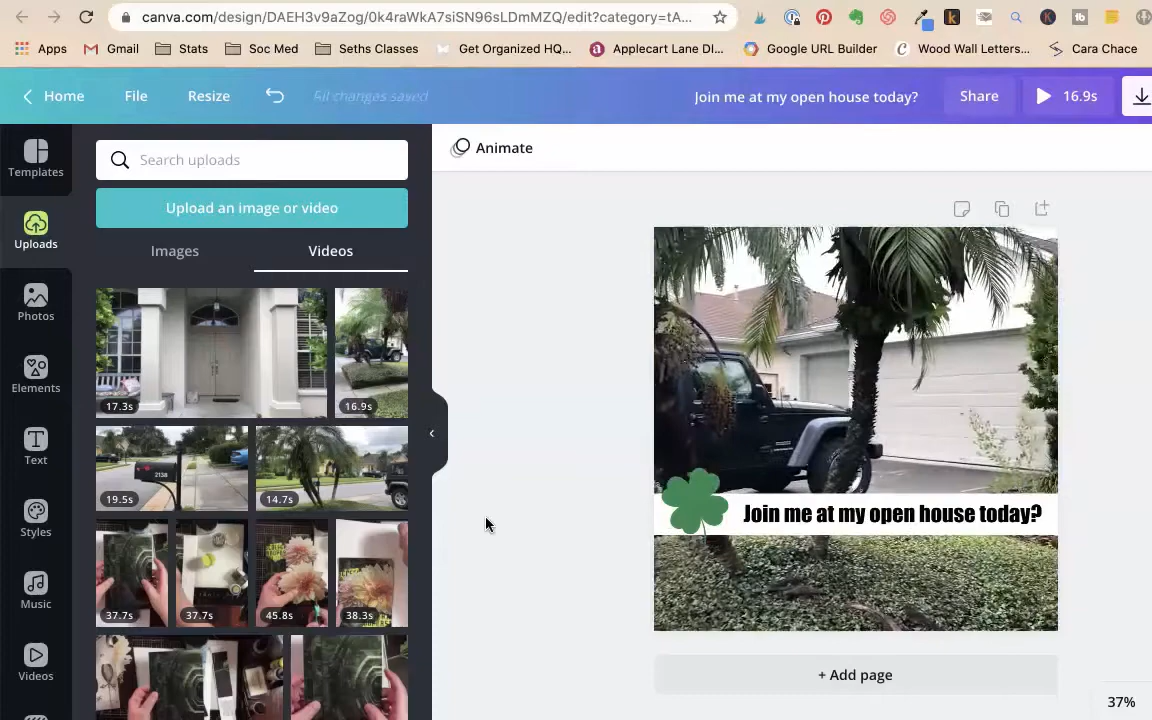 canva.com/design/DAEH3v9aZog/0k4raWkA7siSN96sLDmMZQ/edit?category=tA...
Apps Gmail Stats Soc Med Seths Classes Get Organized HQ... Applecart Lane DI... Google URL Builder Wood Wall Letters... Cara Chace
Home File Resize All changes saved Join me at my open house today? Share 16.9s
Templates
Uploads
Photos
Elements
Text
Styles
Music
Videos
Search uploads
Upload an image or video
Images Videos
17.3s 16.9s
19.5s 14.7s
37.7s 37.7s 45.8s 38.3s
Animate
2138
Join me at my open house today?
+ Add page
37%